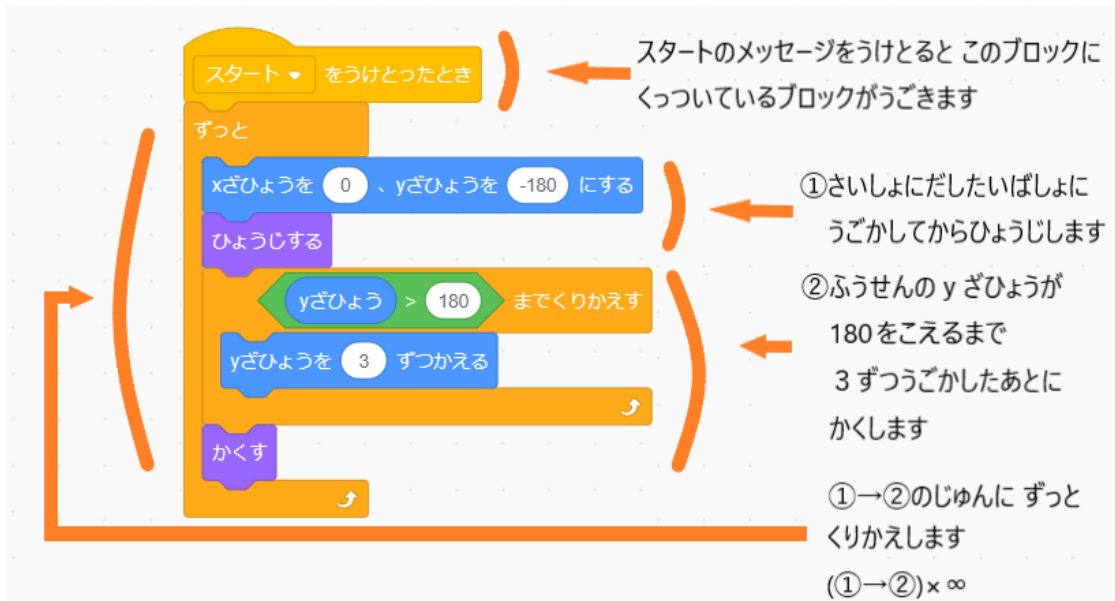 スタート をうけとったとき
ずっと
xざひょうを 0 、yざひょうを -180 にする
ひょうじする
yざひょう > 180 までくりかえす
yざひょうを 3 ずつかえる
かくす
スタートのメッセージをうけとると このブロックに
くっついているブロックがうごきます
①さいしょにだしたいばしょに
うごかしてからひょうじします
②ふうせんの y ざひょうが
180をこえるまで
3 ずつうごかしたあとに
かくします
①→②のじゅんに ずっと
くりかえします
(①→②)× ∞